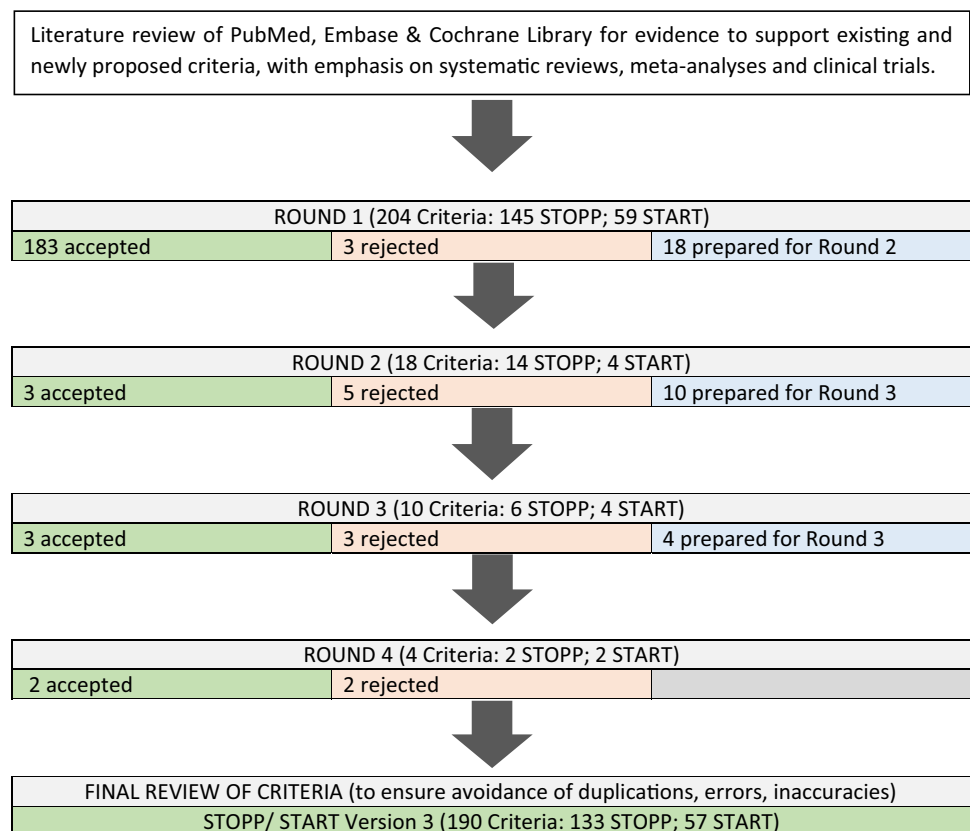 Literature review of PubMed, Embase & Cochrane Library for evidence to support existing and
newly proposed criteria, with emphasis on systematic reviews, meta-analyses and clinical trials.
ROUND 1 (204 Criteria: 145 STOPP; 59 START)
183 accepted 3 rejected 18 prepared for Round 2
ROUND 2 (18 Criteria: 14 STOPP; 4 START)
3 accepted 5 rejected 10 prepared for Round 3
ROUND 3 (10 Criteria: 6 STOPP; 4 START)
3 accepted 3 rejected 4 prepared for Round 3
ROUND 4 (4 Criteria: 2 STOPP; 2 START)
2 accepted 2 rejected
FINAL REVIEW OF CRITERIA (to ensure avoidance of duplications, errors, inaccuracies)
STOPP/ START Version 3 (190 Criteria: 133 STOPP; 57 START)